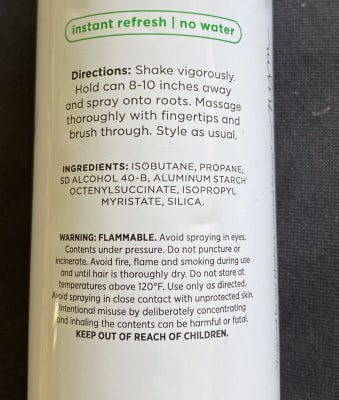 instant refresh | no water
Directions: Shake vigorously.
Hold can 8-10 inches away
and spray onto roots. Massage
thoroughly with fingertips and
brush through. Style as usual.
INGREDIENTS: ISOBUTANE, PROPANE,
SD ALCOHOL 40-B, ALUMINUM STARCH
OCTENYLSUCCINATE, ISOPROPYL
MYRISTATE, SILICA.
WARNING: FLAMMABLE. Avoid spraying in eyes.
Contents under pressure. Do not puncture or
incinerate. Avoid fire, flame and smoking during use
and until hair is thoroughly dry. Do not store at
temperatures above 120°F. Use only as directed.
Avoid spraying in close contact with unprotected skin.
Intentional misuse by deliberately concentrating
and inhaling the contents can be harmful or fatal.
KEEP OUT OF REACH OF CHILDREN.